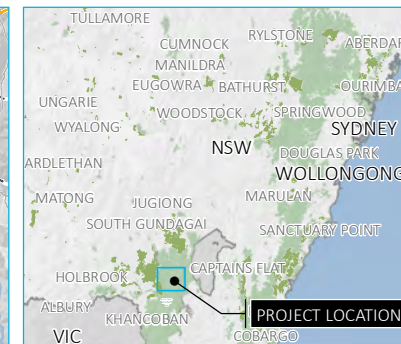 TULLAMORE
CUMNOCK
RYLSTONE
ABERDAR
MANILDRA
EUGOWRA
BATHURST
OURIMBA
UNGARIE
WOODSTOCK
SPRINGWOOD
WYALONG
SYDNEY
NSW
DOUGLAS PARK
ARDLETHAN
WOLLONGONG
MATONG
JUGIONG
MARULAN
SOUTH GUNDAGAI
SANCTUARY POINT
HOLBROOK
CAPTAINS FLAT
ALBURY
KHANCOBAN
PROJECT LOCATION
VIC
COBARGO